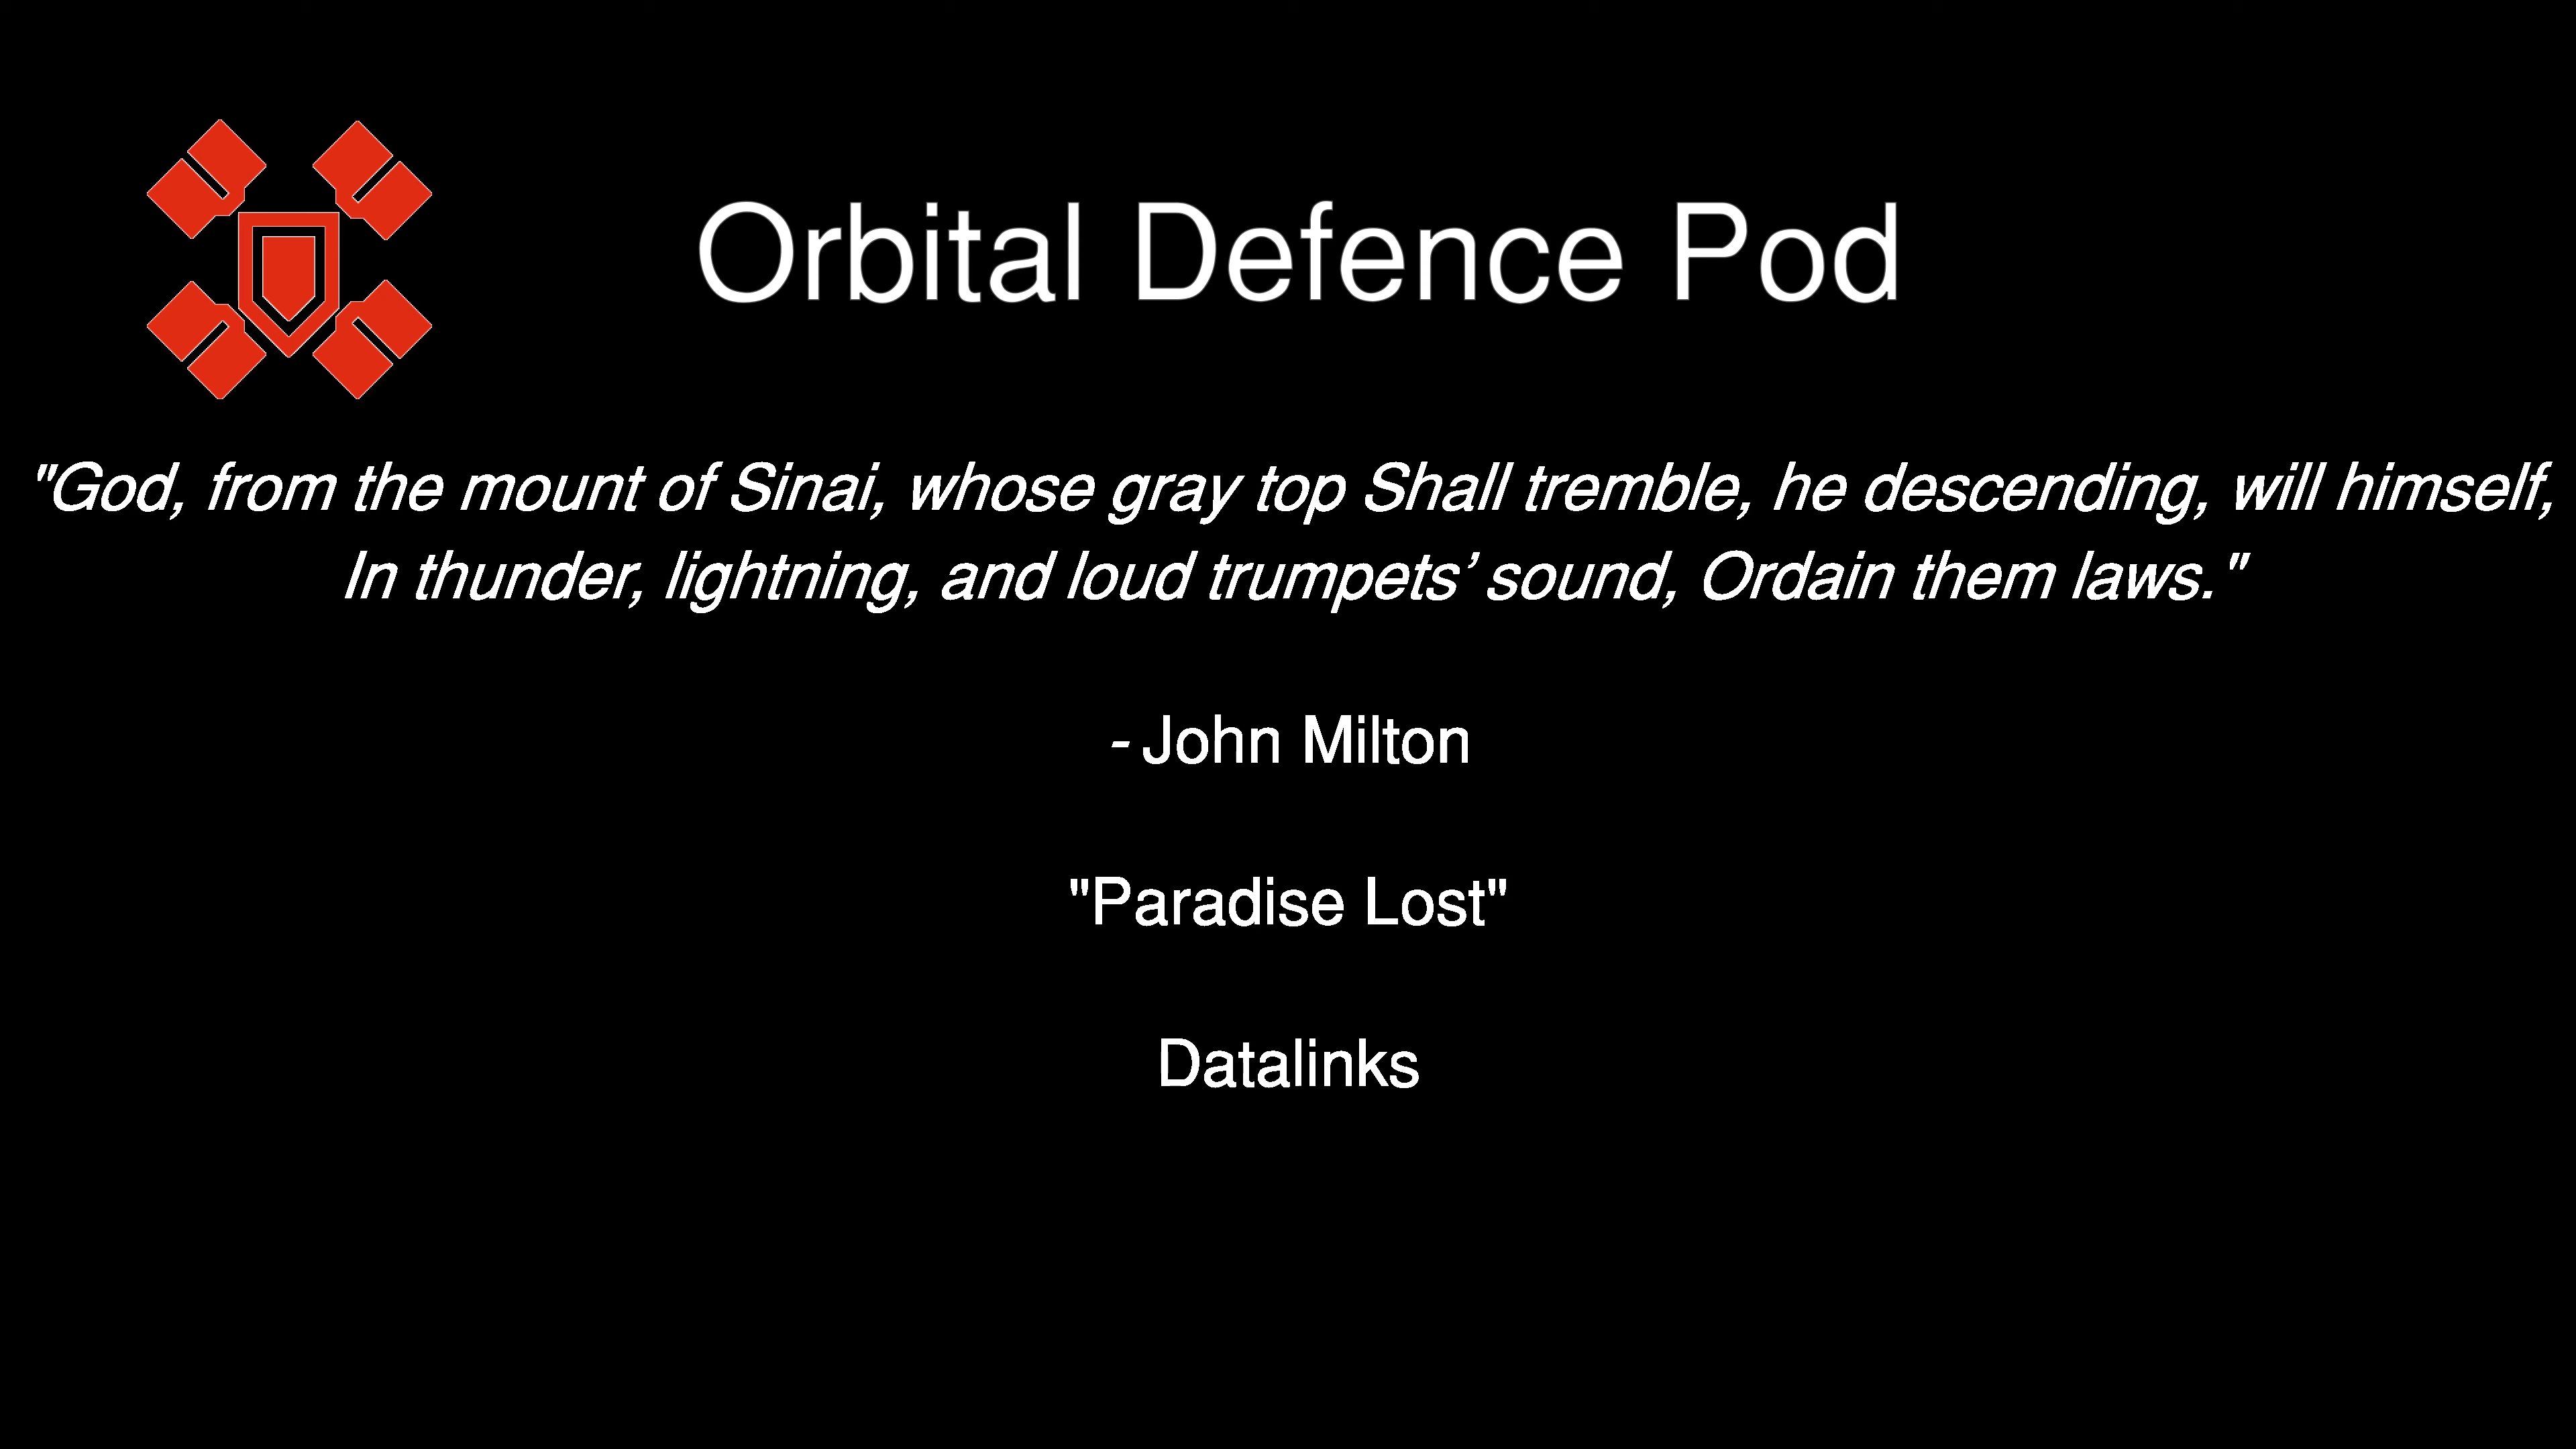 Orbital Defence Pod
"God, from the mount of Sinai, whose gray top Shall tremble, he descending, will himself,
In thunder, lightning, and loud trumpets’ sound, Ordain them laws."
- John Milton
"Paradise Lost"
Datalinks